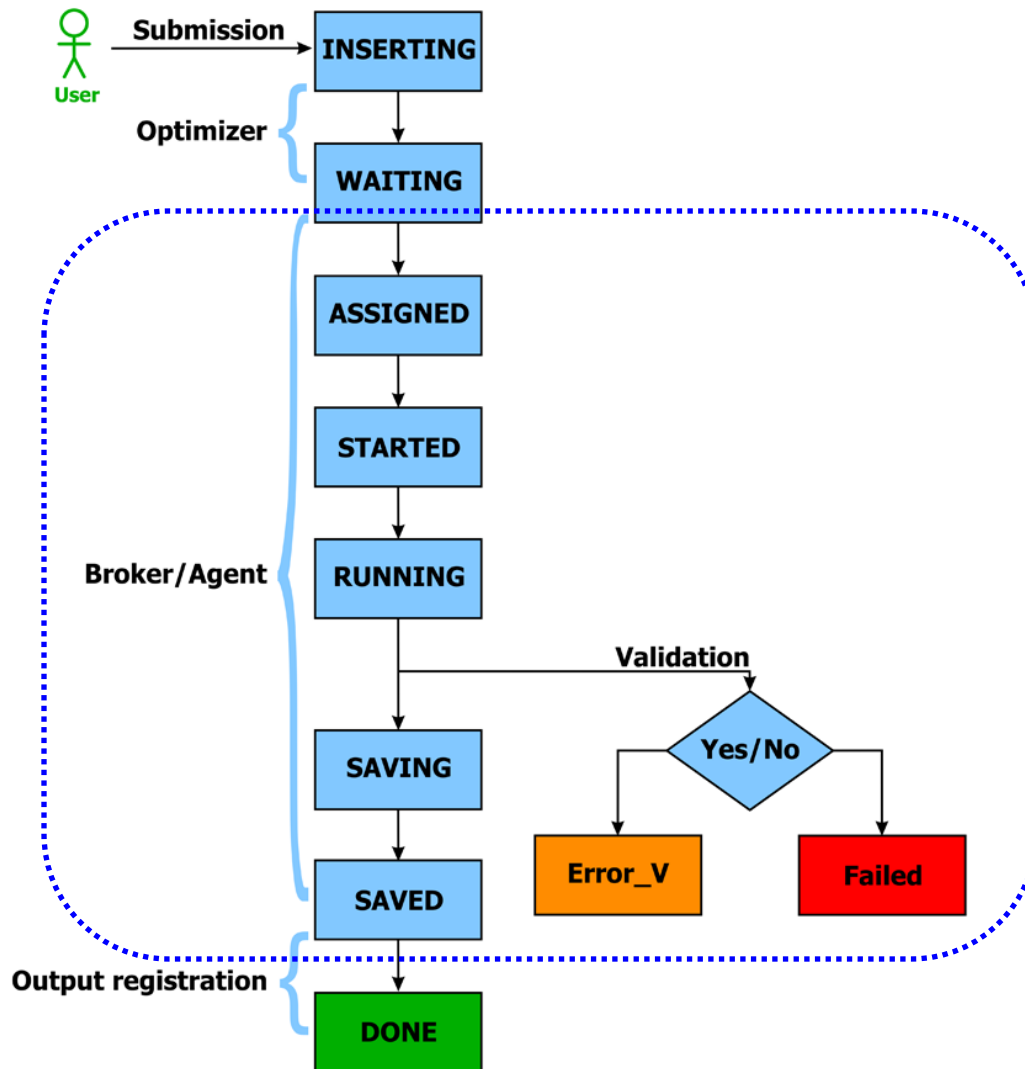 Submission
INSERTING
User
Optimizer
WAITING
ASSIGNED
STARTED
Broker/Agent
RUNNING
Validation
Yes/No
SAVING
Error_V
Failed
SAVED
Output registration
DONE